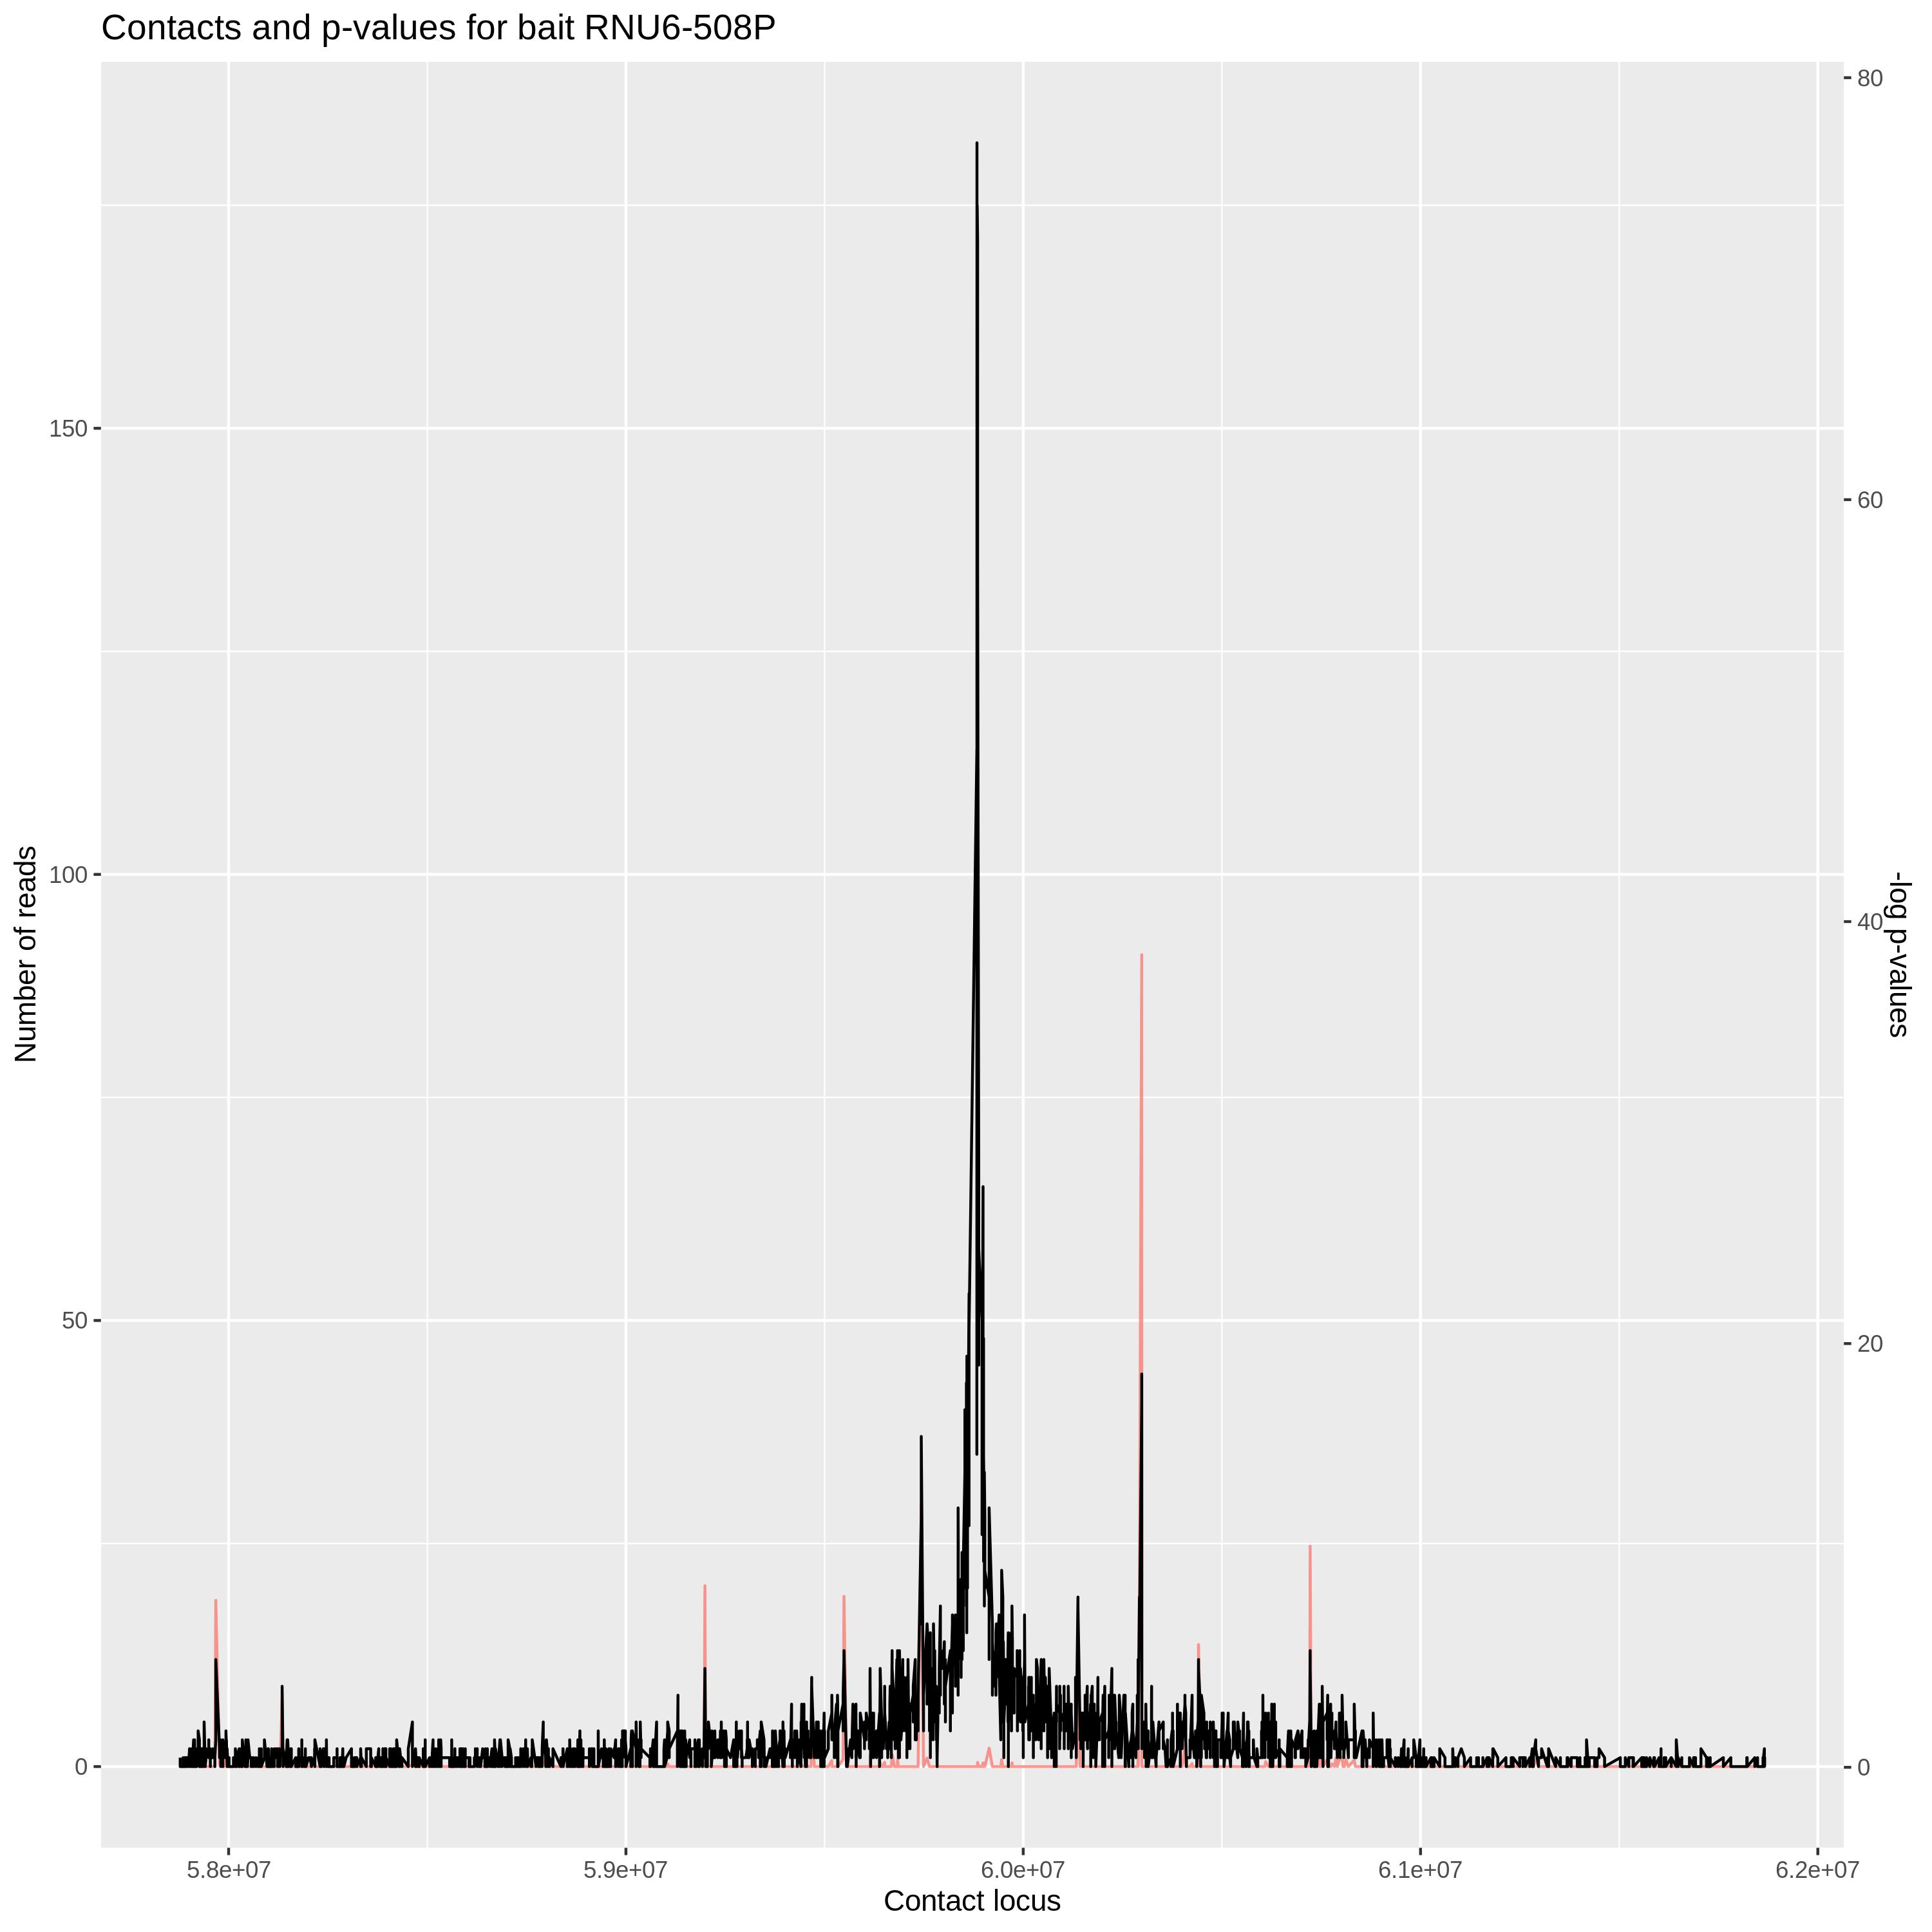 Contacts and p-values for bait RNU6-508P
Number of reads
150
100
50
0
80
60
40
20
0
-log p-values
5.8e+07
5.9e+07
6.0e+07
6.1e+07
6.2e+07
Contact locus